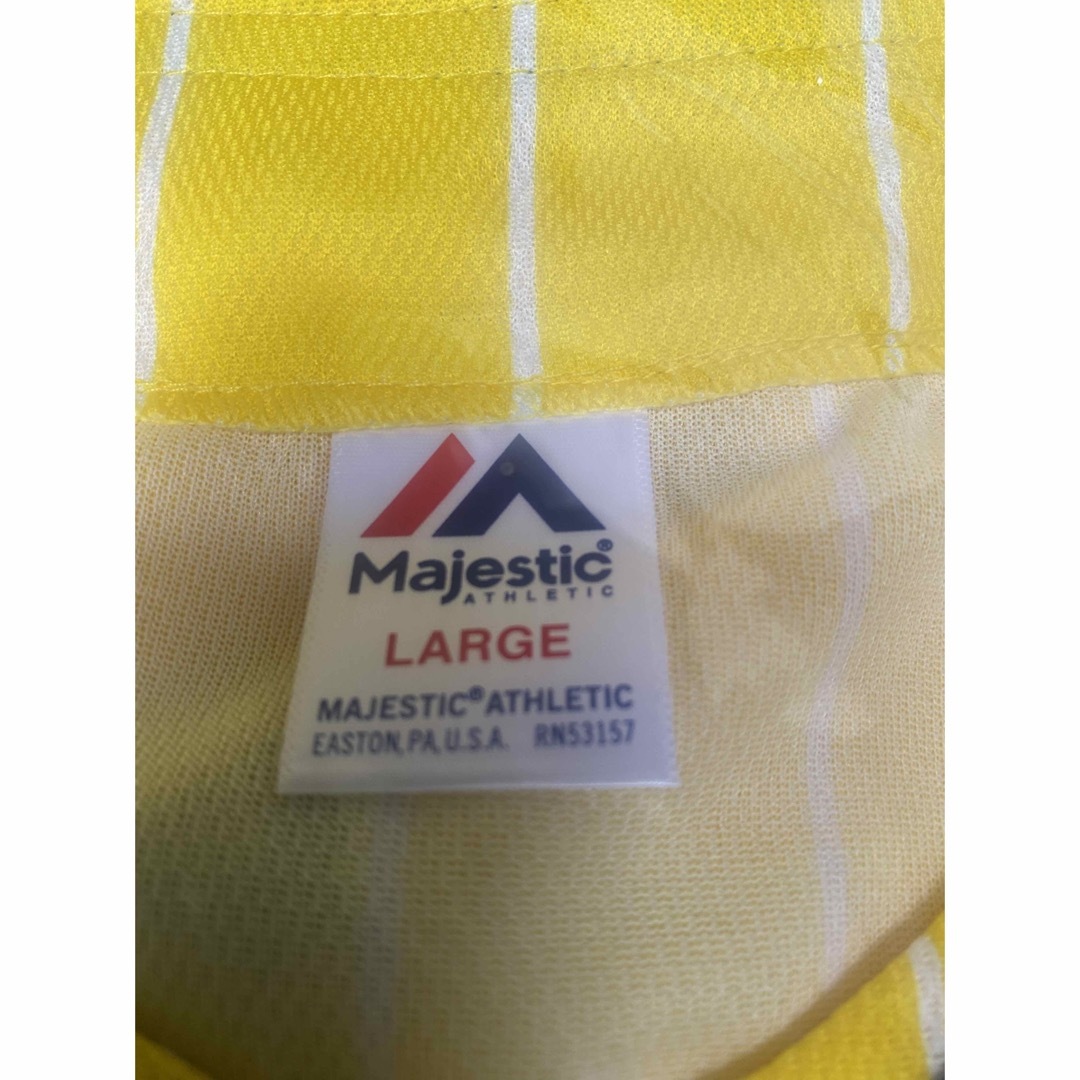 Majestic®
ATHLETIC
LARGE
MAJESTIC® ATHLETIC
EASTON, PA, U.S.A. RN53157